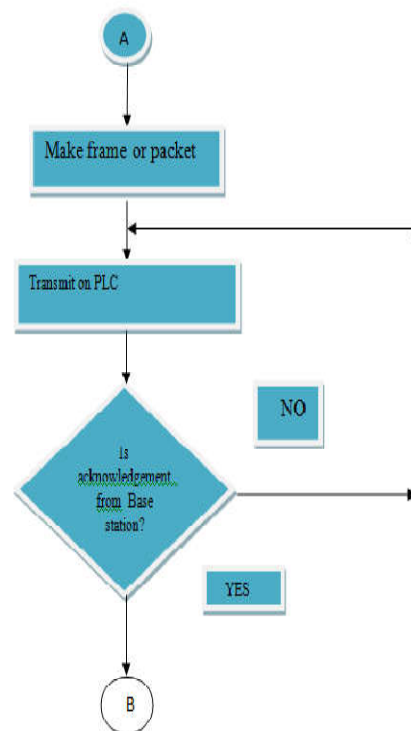 A
Make frame or packet
Transmit on PLC
NO
is
acknowledgement
from Base
station?
YES
B